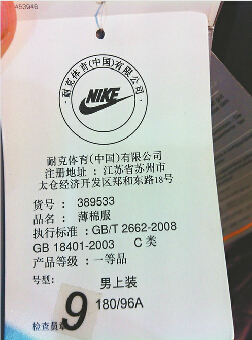 耐克体育(中国)有限公司
NIKE
耐克体育(中国)有限公司
注册地址：江苏省苏州市
太仓经济开发区郑和东路18号
货号： 389533
品名： 薄棉服
执行标准：GB/T 2662-2008
GB 18401-2003 C 类
产品等级：一等品
号型： 男上装
180/96A
9
检查员章